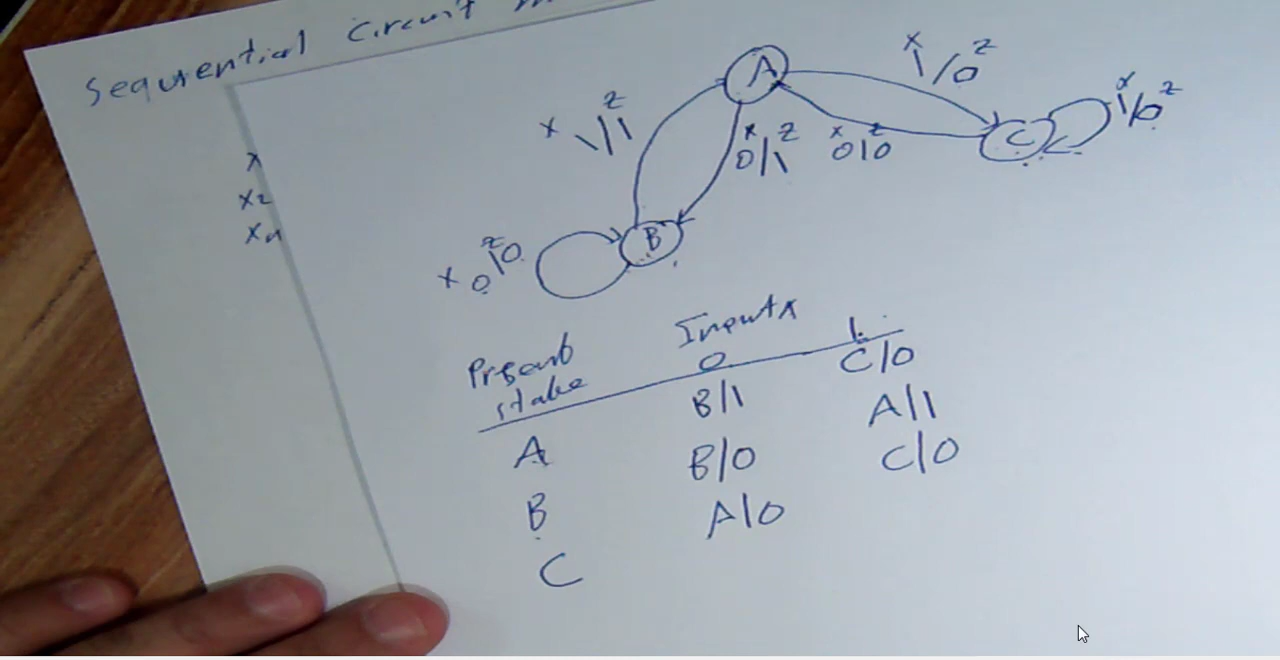 Sequential Circuit
A
x 1/0 z
x 1/0 z
C
x 1/1 z
x 0/1 z
x 0/0 z
x
x2
xn
B
x 0/0 z
Input x
Present state 0 1
A B/1 C/0
B B/0 A/1
C A/0 C/0